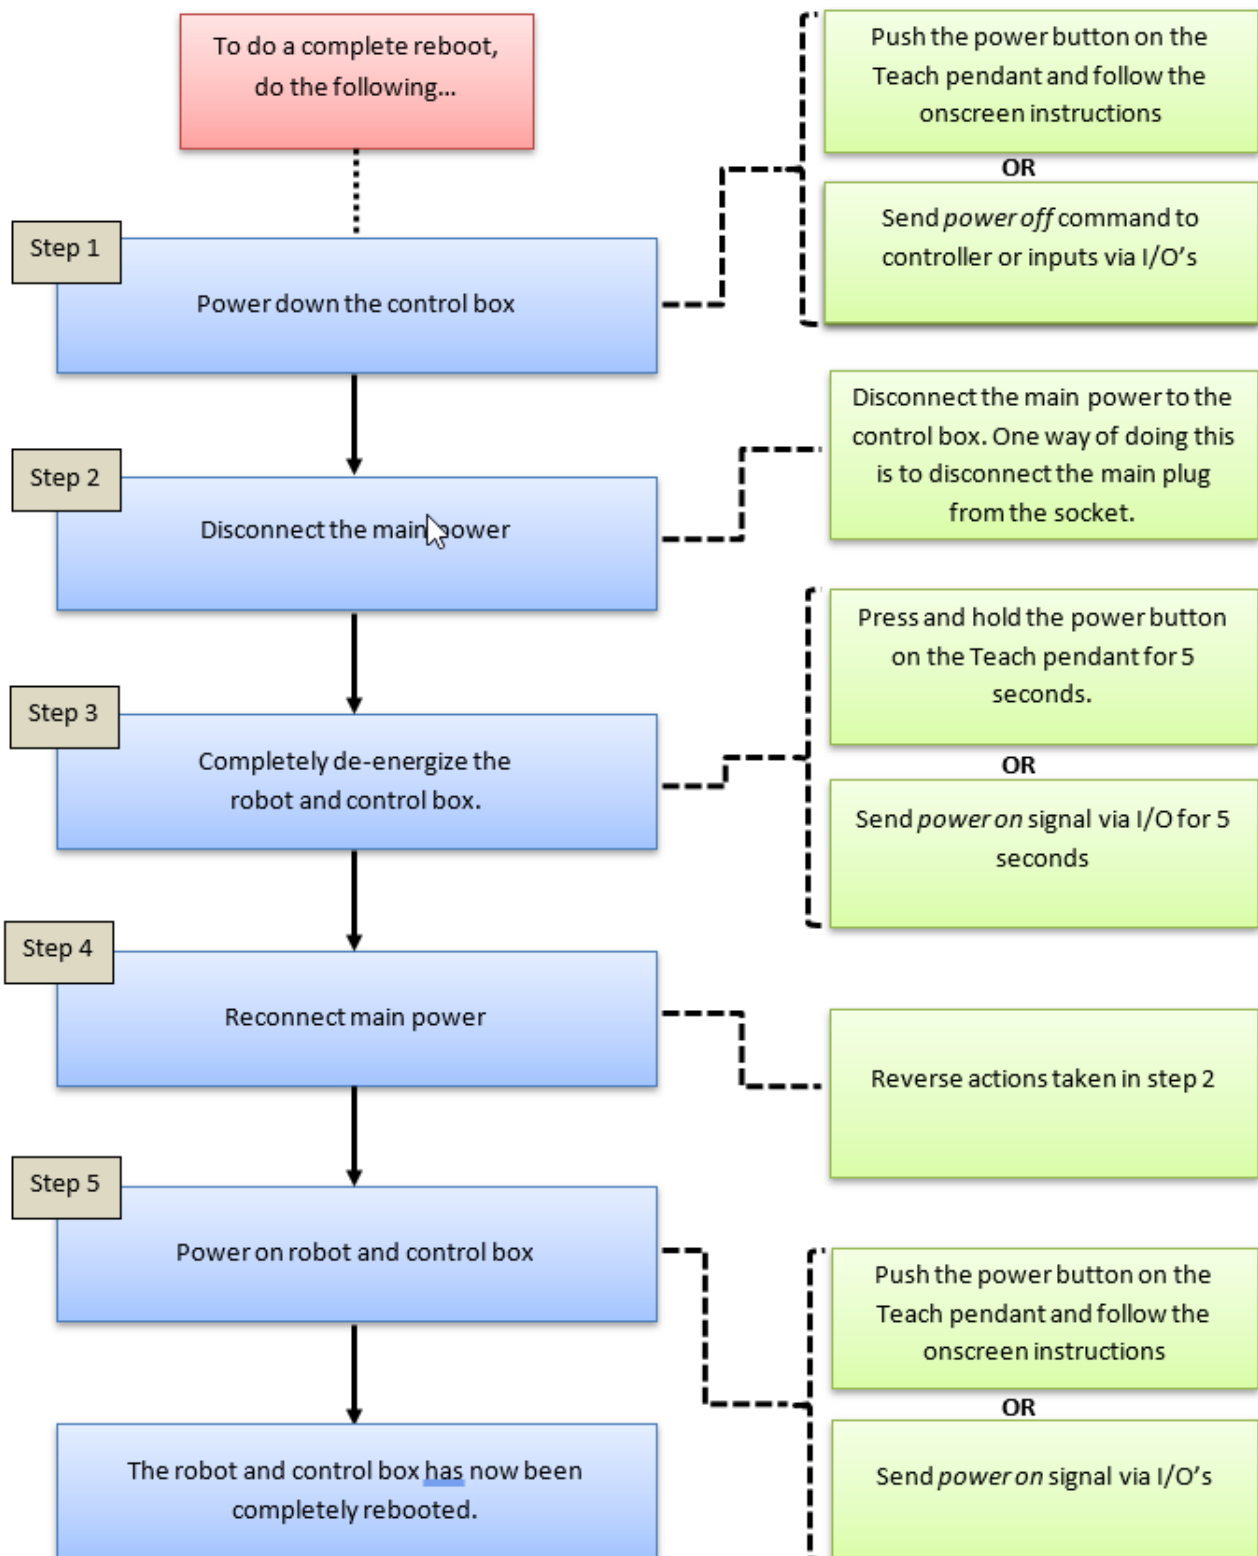 To do a complete reboot,
do the following...
Step 1
Power down the control box
Push the power button on the
Teach pendant and follow the
onscreen instructions
OR
Send power off command to
controller or inputs via I/O's
Step 2
Disconnect the main power
Disconnect the main power to the
control box. One way of doing this
is to disconnect the main plug
from the socket.
Step 3
Completely de-energize the
robot and control box.
Press and hold the power button
on the Teach pendant for 5
seconds.
OR
Send power on signal via I/O for 5
seconds
Step 4
Reconnect main power
Reverse actions taken in step 2
Step 5
Power on robot and control box
Push the power button on the
Teach pendant and follow the
onscreen instructions
OR
Send power on signal via I/O's
The robot and control box has now been
completely rebooted.